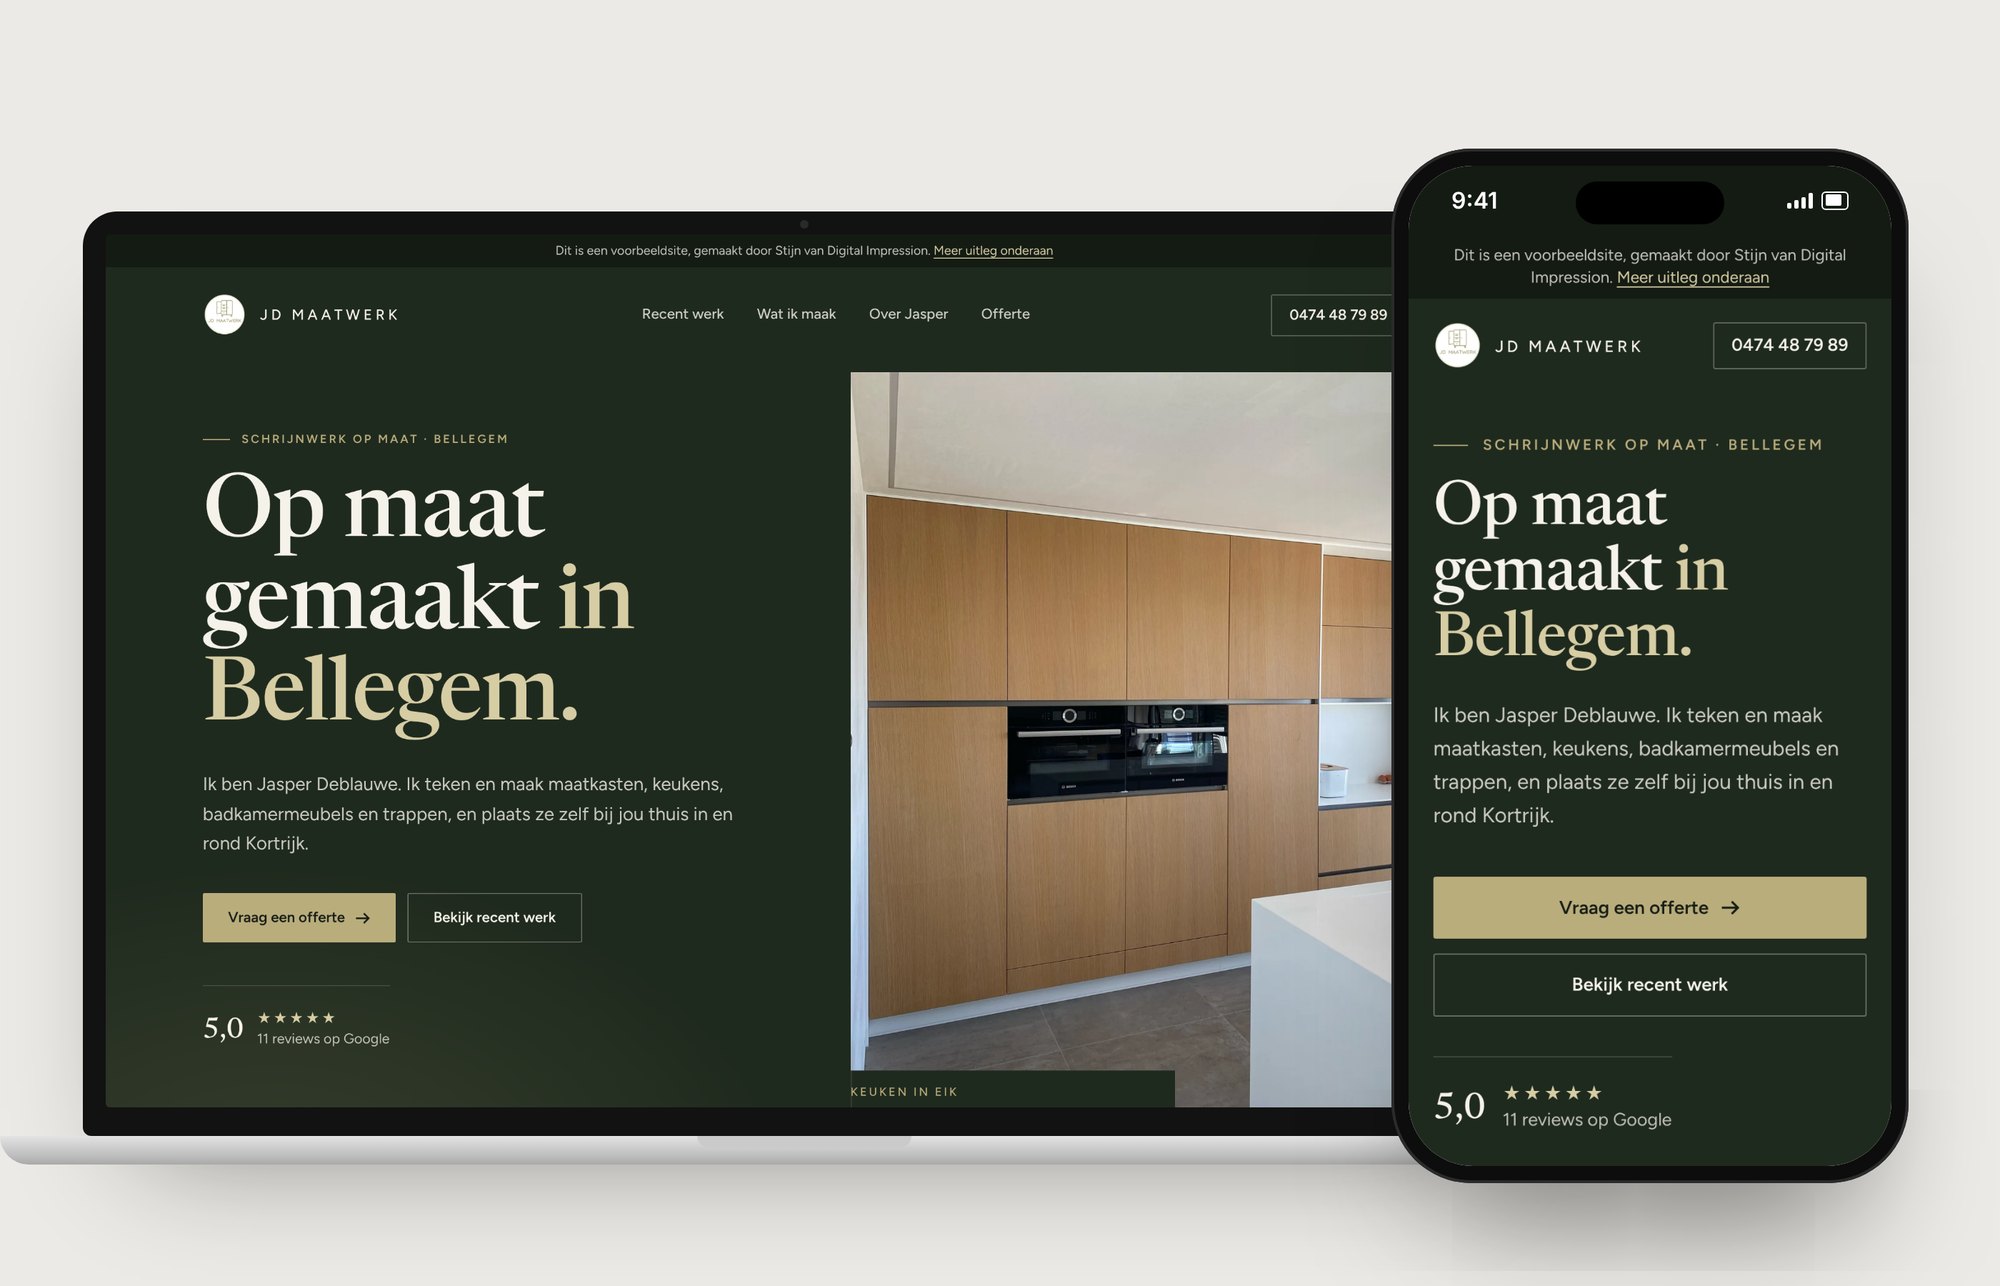 Dit is een voorbeeldsite, gemaakt door Stijn van Digital Impression. Meer uitleg onderaan
JD MAATWERK
Recent werk
Wat ik maak
Over Jasper
Offerte
0474 48 79 89
SCHRIJNWERK OP MAAT · BELLEGEM
Op maat
gemaakt in
Bellegem.
Ik ben Jasper Deblauwe. Ik teken en maak maatkasten, keukens,
badkamermeubels en trappen, en plaats ze zelf bij jou thuis in en
rond Kortrijk.
Vraag een offerte →
Bekijk recent werk
5,0 ★★★★★
11 reviews op Google
KEUKEN IN EIK
9:41
Dit is een voorbeeldsite, gemaakt door Stijn van Digital
Impression. Meer uitleg onderaan
JD MAATWERK
0474 48 79 89
SCHRIJNWERK OP MAAT · BELLEGEM
Op maat
gemaakt in
Bellegem.
Ik ben Jasper Deblauwe. Ik teken en maak
maatkasten, keukens, badkamermeubels en
trappen, en plaats ze zelf bij jou thuis in en
rond Kortrijk.
Vraag een offerte →
Bekijk recent werk
5,0 ★★★★★
11 reviews op Google